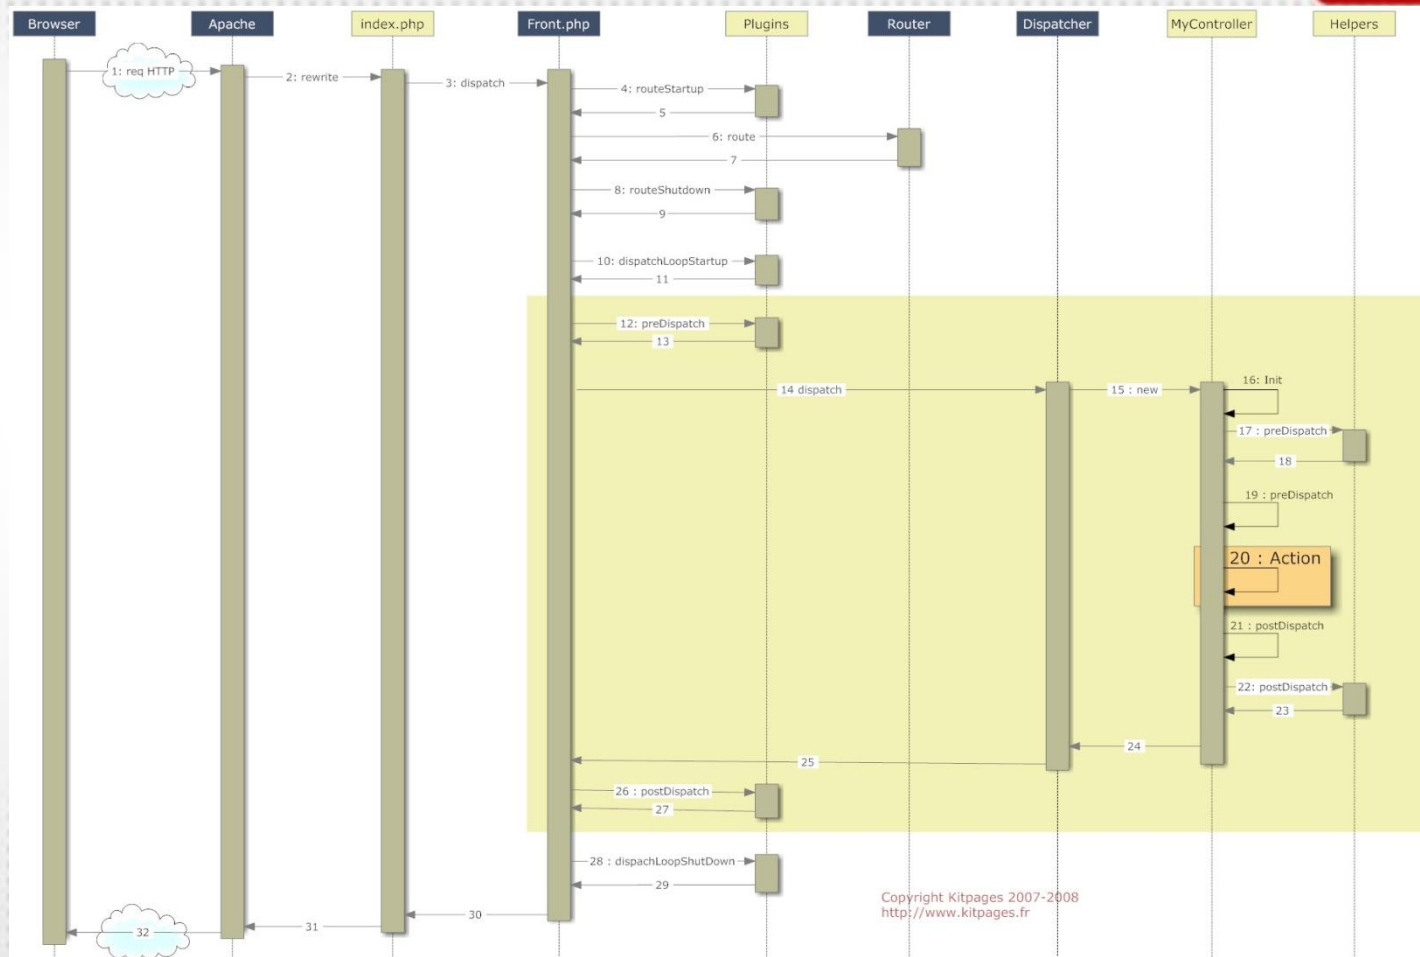 Browser
Apache
index.php
Front.php
Plugins
Router
Dispatcher
MyController
Helpers
1: req HTTP
2: rewrite
3: dispatch
4: routeStartup
5
6: route
7
8: routeShutdown
9
10: dispatchLoopStartup
11
12: preDispatch
13
14 dispatch
15 : new
16: Init
17 : preDispatch
18
19 : preDispatch
20 : Action
21 : postDispatch
22: postDispatch
23
24
25
26 : postDispatch
27
28 : dispachLoopShutDown
29
30
31
32
Copyright Kitpages 2007-2008
http://www.kitpages.fr